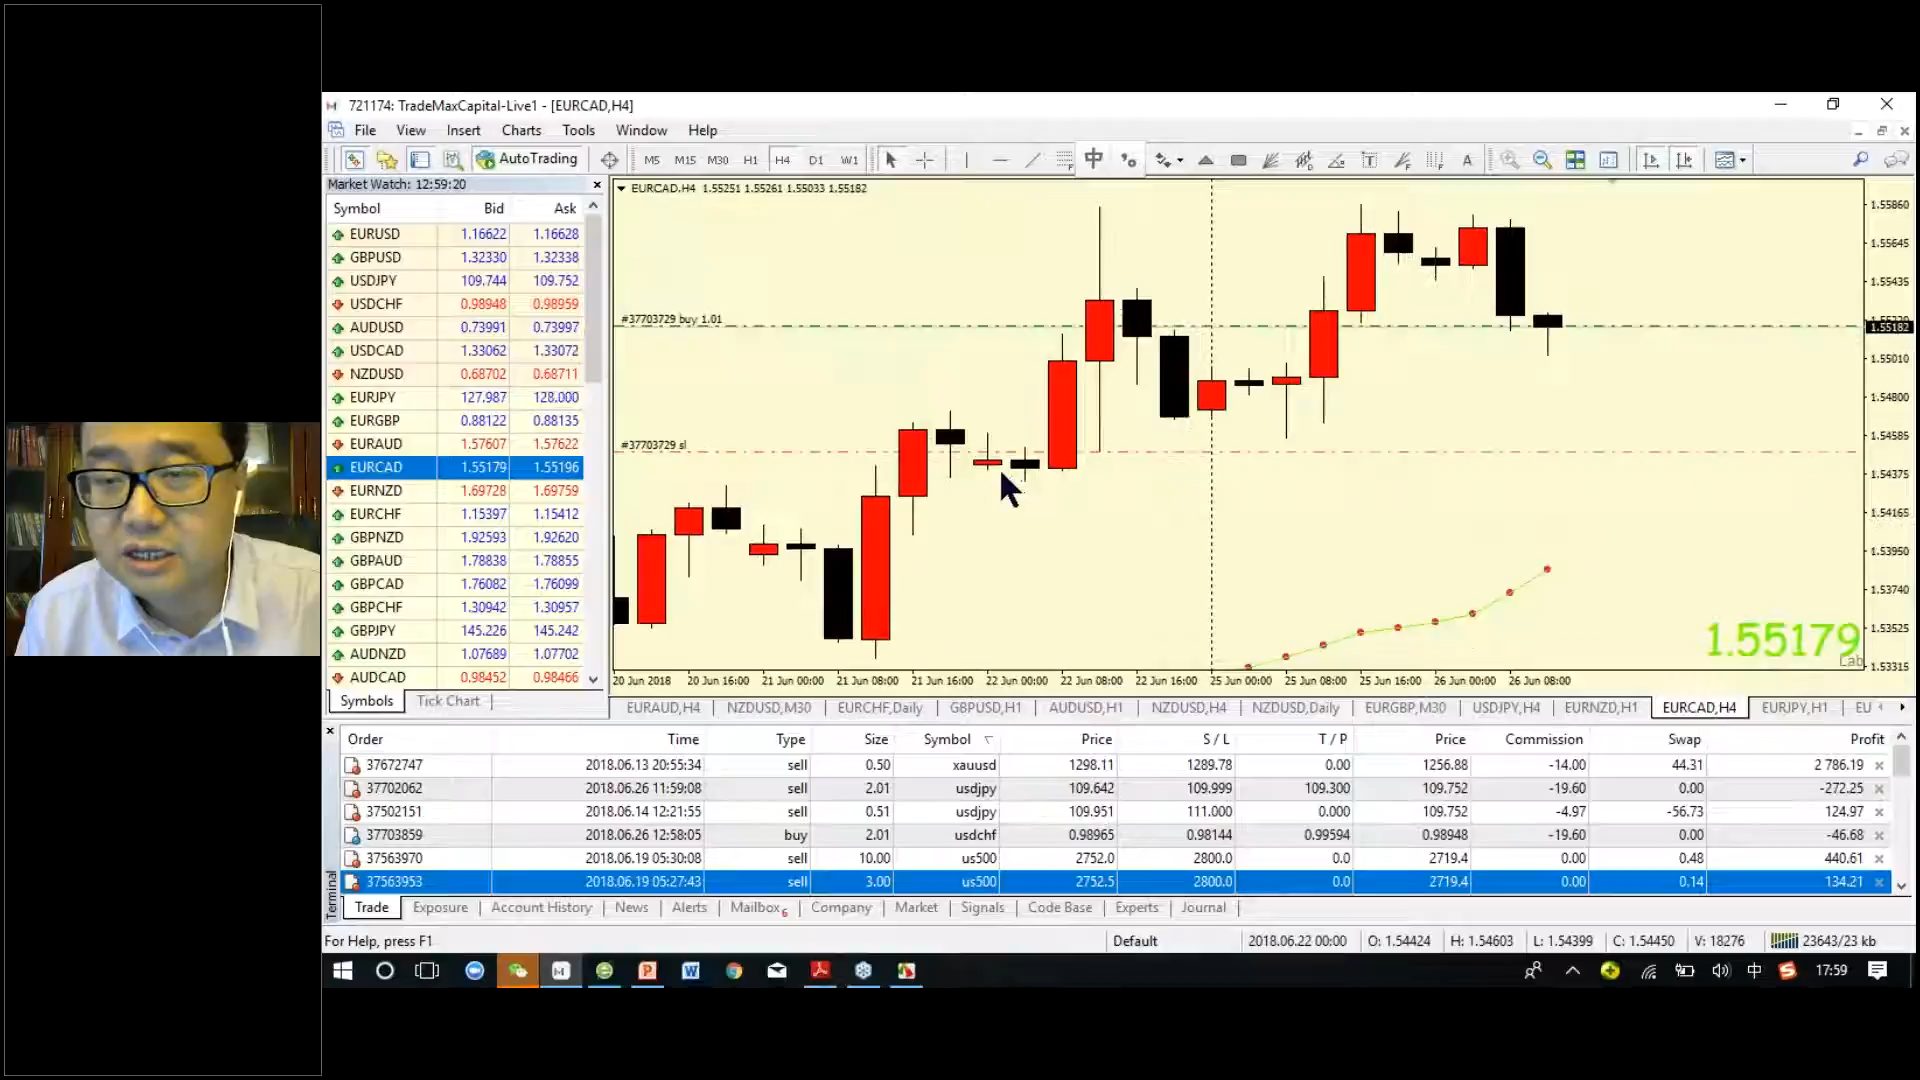 721174: TradeMaxCapital-Live1 - [EURCAD,H4]
File View Insert Charts Tools Window Help
AutoTrading M5 M15 M30 H1 H4 D1 W1 中 T A
Market Watch: 12:59:20
Symbol Bid Ask
EURUSD 1.16622 1.16628
GBPUSD 1.32330 1.32338
USDJPY 109.744 109.752
USDCHF 0.98948 0.98959
AUDUSD 0.73991 0.73997
USDCAD 1.33062 1.33072
NZDUSD 0.68702 0.68711
EURJPY 127.987 128.000
EURGBP 0.88122 0.88135
EURAUD 1.57607 1.57622
EURCAD 1.55179 1.55196
EURNZD 1.69728 1.69759
EURCHF 1.15397 1.15412
GBPNZD 1.92593 1.92620
GBPAUD 1.78838 1.78855
GBPCAD 1.76082 1.76099
GBPCHF 1.30942 1.30957
GBPJPY 145.226 145.242
AUDNZD 1.07689 1.07702
AUDCAD 0.98452 0.98466
Symbols Tick Chart
EURCAD,H4 1.55251 1.55261 1.55033 1.55182
#37703729 buy 1.01
#37703729 sl
1.55860
1.55645
1.55435
1.55182
1.55010
1.54800
1.54585
1.54375
1.54165
1.53950
1.53740
1.53525
1.53315
1.55179
Lab
20 Jun 2018 20 Jun 16:00 21 Jun 00:00 21 Jun 08:00 21 Jun 16:00 22 Jun 00:00 22 Jun 08:00 22 Jun 16:00 25 Jun 00:00 25 Jun 08:00 25 Jun 16:00 26 Jun 00:00 26 Jun 08:00
EURAUD,H4 NZDUSD,M30 EURCHF,Daily GBPUSD,H1 AUDUSD,H1 NZDUSD,H4 NZDUSD,Daily EURGBP,M30 USDJPY,H4 EURNZD,H1 EURCAD,H4 EURJPY,H1 EU
Order Time Type Size Symbol Price S / L T / P Price Commission Swap Profit
37672747 2018.06.13 20:55:34 sell 0.50 xauusd 1298.11 1289.78 0.00 1256.88 -14.00 44.31 2 786.19
37702062 2018.06.26 11:59:08 sell 2.01 usdjpy 109.642 109.999 109.300 109.752 -19.60 0.00 -272.25
37502151 2018.06.14 12:21:55 sell 0.51 usdjpy 109.951 111.000 0.000 109.752 -4.97 -56.73 124.97
37703859 2018.06.26 12:58:05 buy 2.01 usdchf 0.98965 0.98144 0.99594 0.98948 -19.60 0.00 -46.68
37563970 2018.06.19 05:30:08 sell 10.00 us500 2752.0 2800.0 0.0 2719.4 0.00 0.48 440.61
37563953 2018.06.19 05:27:43 sell 3.00 us500 2752.5 2800.0 0.0 2719.4 0.00 0.14 134.21
Terminal
Trade Exposure Account History News Alerts Mailbox 6 Company Market Signals Code Base Experts Journal
For Help, press F1 Default 2018.06.22 00:00 O: 1.54424 H: 1.54603 L: 1.54399 C: 1.54450 V: 18276 23643/23 kb
中 17:59